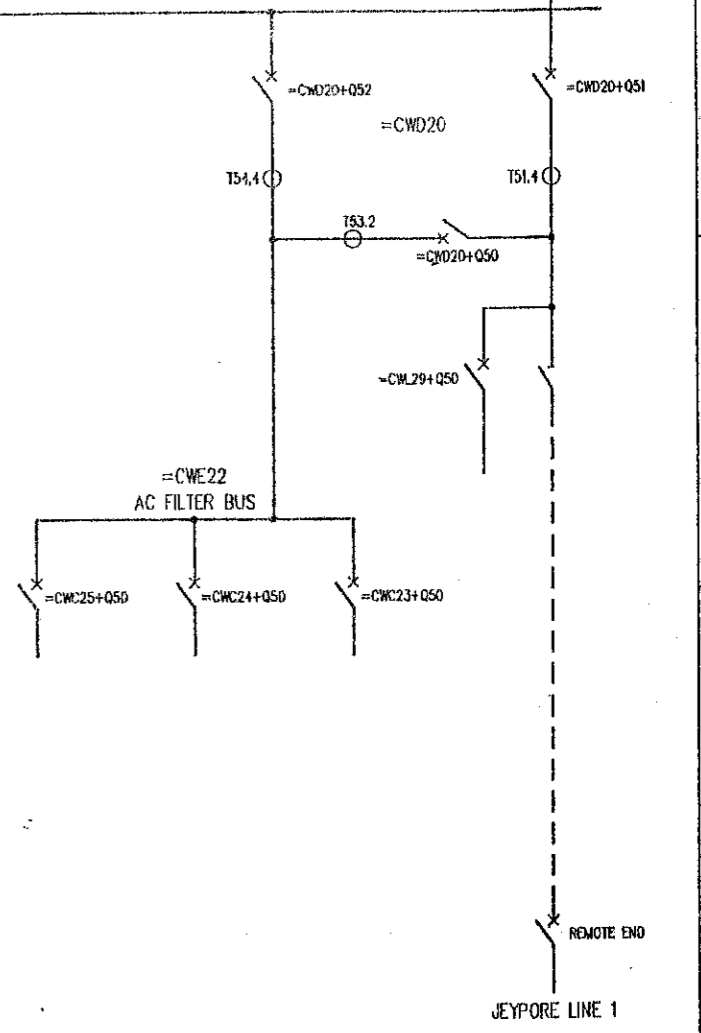 =CWD20+Q52
=CWD20+Q51
=CWD20
T54.4
T51.4
T53.2
=CWD20+Q50
=CWL29+Q50
=CWE22
AC FILTER BUS
=CWC25+Q50
=CWC24+Q50
=CWC23+Q50
REMOTE END
JEYPORE LINE 1